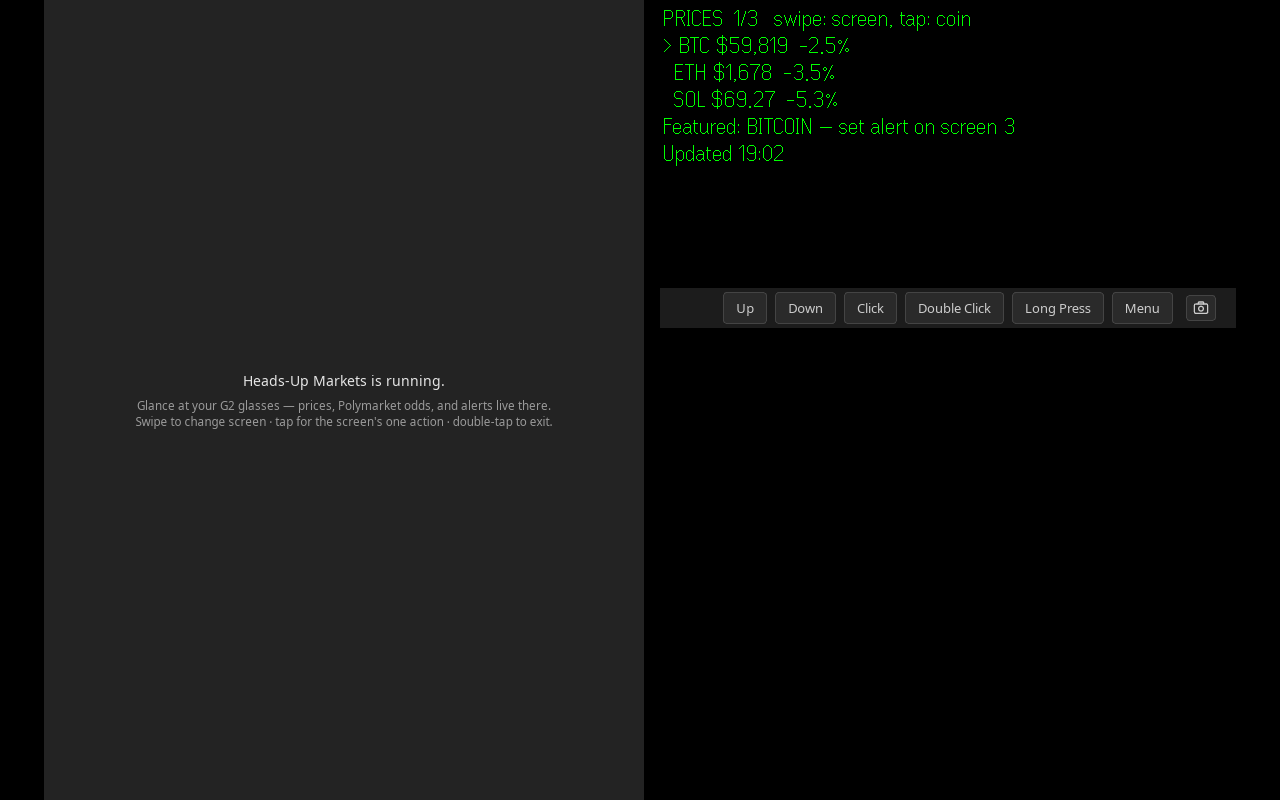 Heads-Up Markets is running.
Glance at your G2 glasses — prices, Polymarket odds, and alerts live there.
Swipe to change screen · tap for the screen's one action · double-tap to exit.
PRICES 1/3 swipe: screen, tap: coin
> BTC $59,819 -2.5%
ETH $1,678 -3.5%
SOL $69.27 -5.3%
Featured: BITCOIN — set alert on screen 3
Updated 19:02
Up Down Click Double Click Long Press Menu